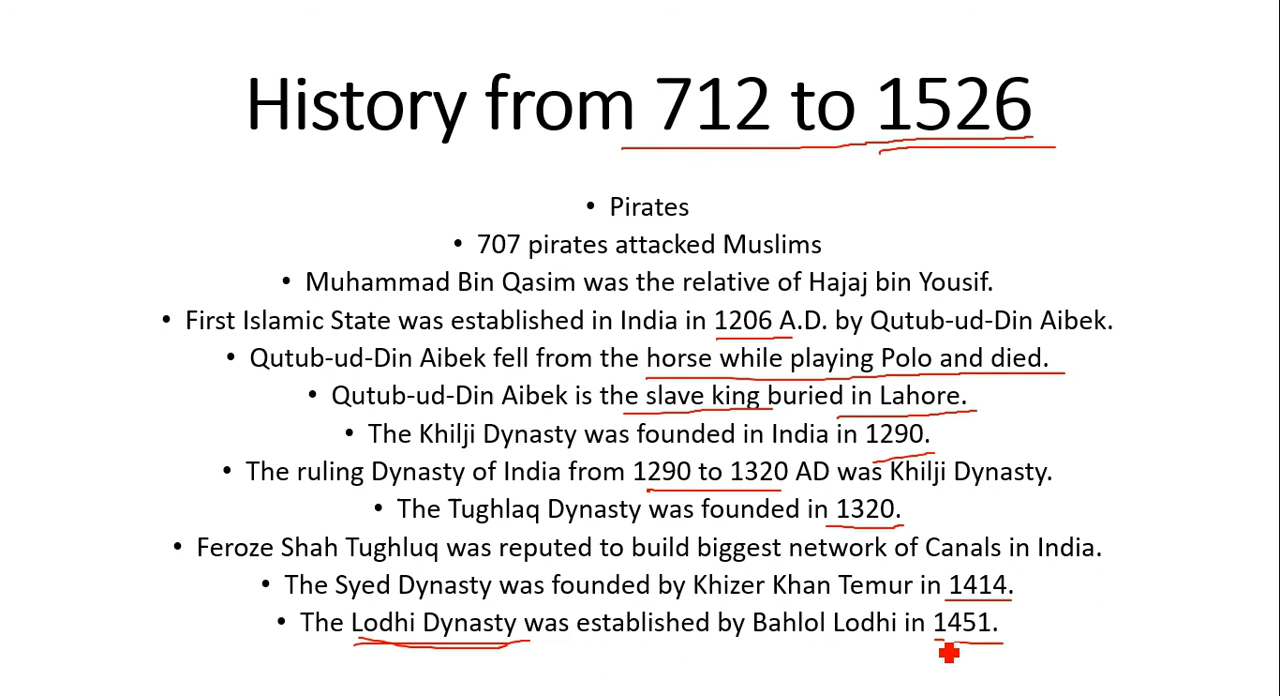 History from 712 to 1526
• Pirates
• 707 pirates attacked Muslims
• Muhammad Bin Qasim was the relative of Hajaj bin Yousif.
• First Islamic State was established in India in 1206 A.D. by Qutub-ud-Din Aibek.
• Qutub-ud-Din Aibek fell from the horse while playing Polo and died.
• Qutub-ud-Din Aibek is the slave king buried in Lahore.
• The Khilji Dynasty was founded in India in 1290.
• The ruling Dynasty of India from 1290 to 1320 AD was Khilji Dynasty.
• The Tughlaq Dynasty was founded in 1320.
• Feroze Shah Tughluq was reputed to build biggest network of Canals in India.
• The Syed Dynasty was founded by Khizer Khan Temur in 1414.
• The Lodhi Dynasty was established by Bahlol Lodhi in 1451.